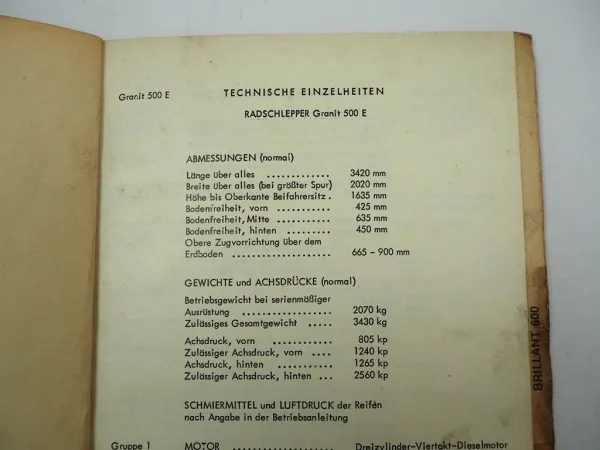 Granit 500 E
TECHNISCHE EINZELHEITEN
RADSCHLEPPER Granit 500 E
ABMESSUNGEN (normal)
Länge über alles ............. 3420 mm
Breite über alles (bei größter Spur) 2020 mm
Höhe bis Oberkante Beifahrersitz . 1635 mm
Bodenfreiheit, vorn ........... 425 mm
Bodenfreiheit, Mitte ........... 635 mm
Bodenfreiheit, hinten .......... 450 mm
Obere Zugvorrichtung über dem
Erdboden .................... 665 - 900 mm
GEWICHTE und ACHSDRÜCKE (normal)
Betriebsgewicht bei serienmäßiger
Ausrüstung .................. 2070 kg
Zulässiges Gesamtgewicht ..... 3430 kg
Achsdruck, vorn ............ 805 kp
Zulässiger Achsdruck, vorn .... 1240 kp
Achsdruck, hinten ........... 1265 kp
Zulässiger Achsdruck, hinten ... 2560 kp
SCHMIERMITTEL und LUFTDRUCK der Reifen
nach Angabe in der Betriebsanleitung
Gruppe 1 MOTOR ................. Dreizylinder-Viertakt-Dieselmotor
BRILLANT 600